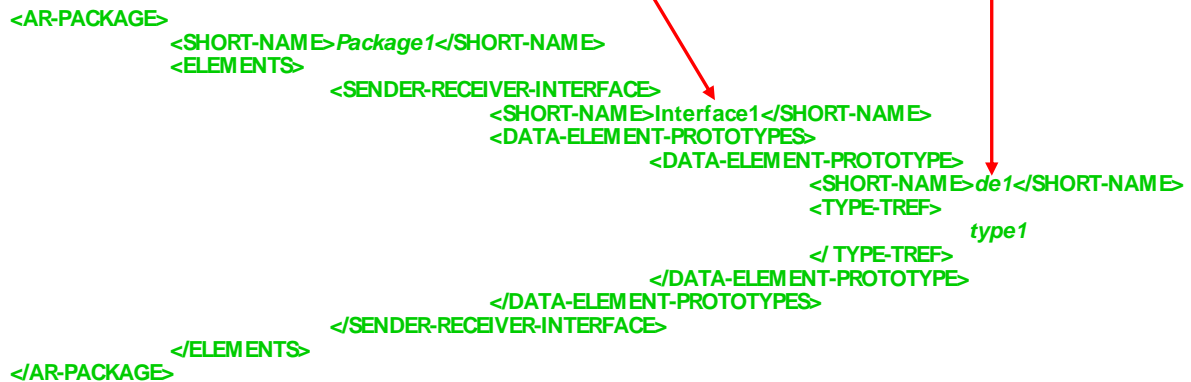 <AR-PACKAGE>
<SHORT-NAME>Package1</SHORT-NAME>
<ELEMENTS>
<SENDER-RECEIVER-INTERFACE>
<SHORT-NAME>Interface1</SHORT-NAME>
<DATA-ELEMENT-PROTOTYPES>
<DATA-ELEMENT-PROTOTYPE>
<SHORT-NAME>de1</SHORT-NAME>
<TYPE-TREF>
type1
</ TYPE-TREF>
</DATA-ELEMENT-PROTOTYPE>
</DATA-ELEMENT-PROTOTYPES>
</SENDER-RECEIVER-INTERFACE>
</ELEMENTS>
</AR-PACKAGE>